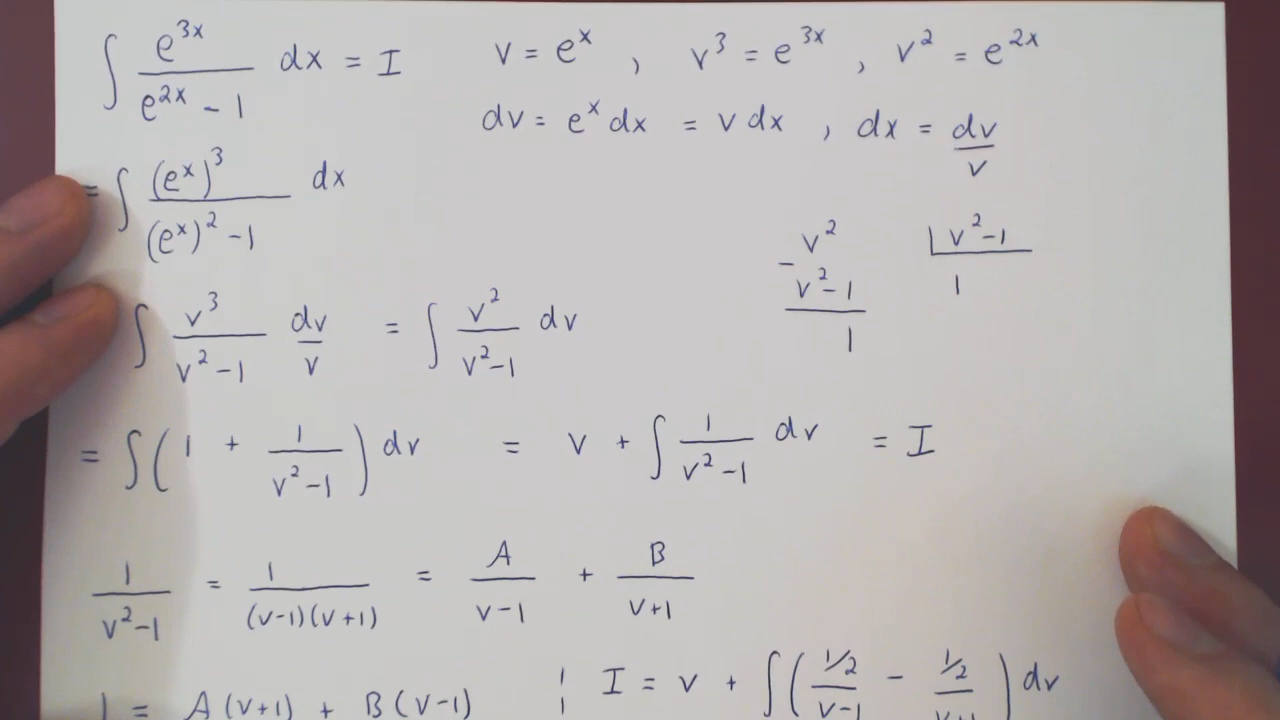 ∫ e^{3x} / (e^{2x} - 1) dx = I    v = e^x , v^3 = e^{3x} , v^2 = e^{2x}
dv = e^x dx = v dx , dx = dv/v
= ∫ (e^x)^3 / ((e^x)^2 - 1) dx
v^2 |v^2-1
- v^2-1    1
1
∫ v^3 / (v^2-1) dv/v = ∫ v^2 / (v^2-1) dv
= ∫ ( 1 + 1/(v^2-1) ) dv = v + ∫ 1/(v^2-1) dv = I
1/(v^2-1) = 1/((v-1)(v+1)) = A/(v-1) + B/(v+1)
1 = A(v+1) + B(v-1)    ¦ I = v + ∫ ( 1/2/(v-1) - 1/2/(v+1) ) dv